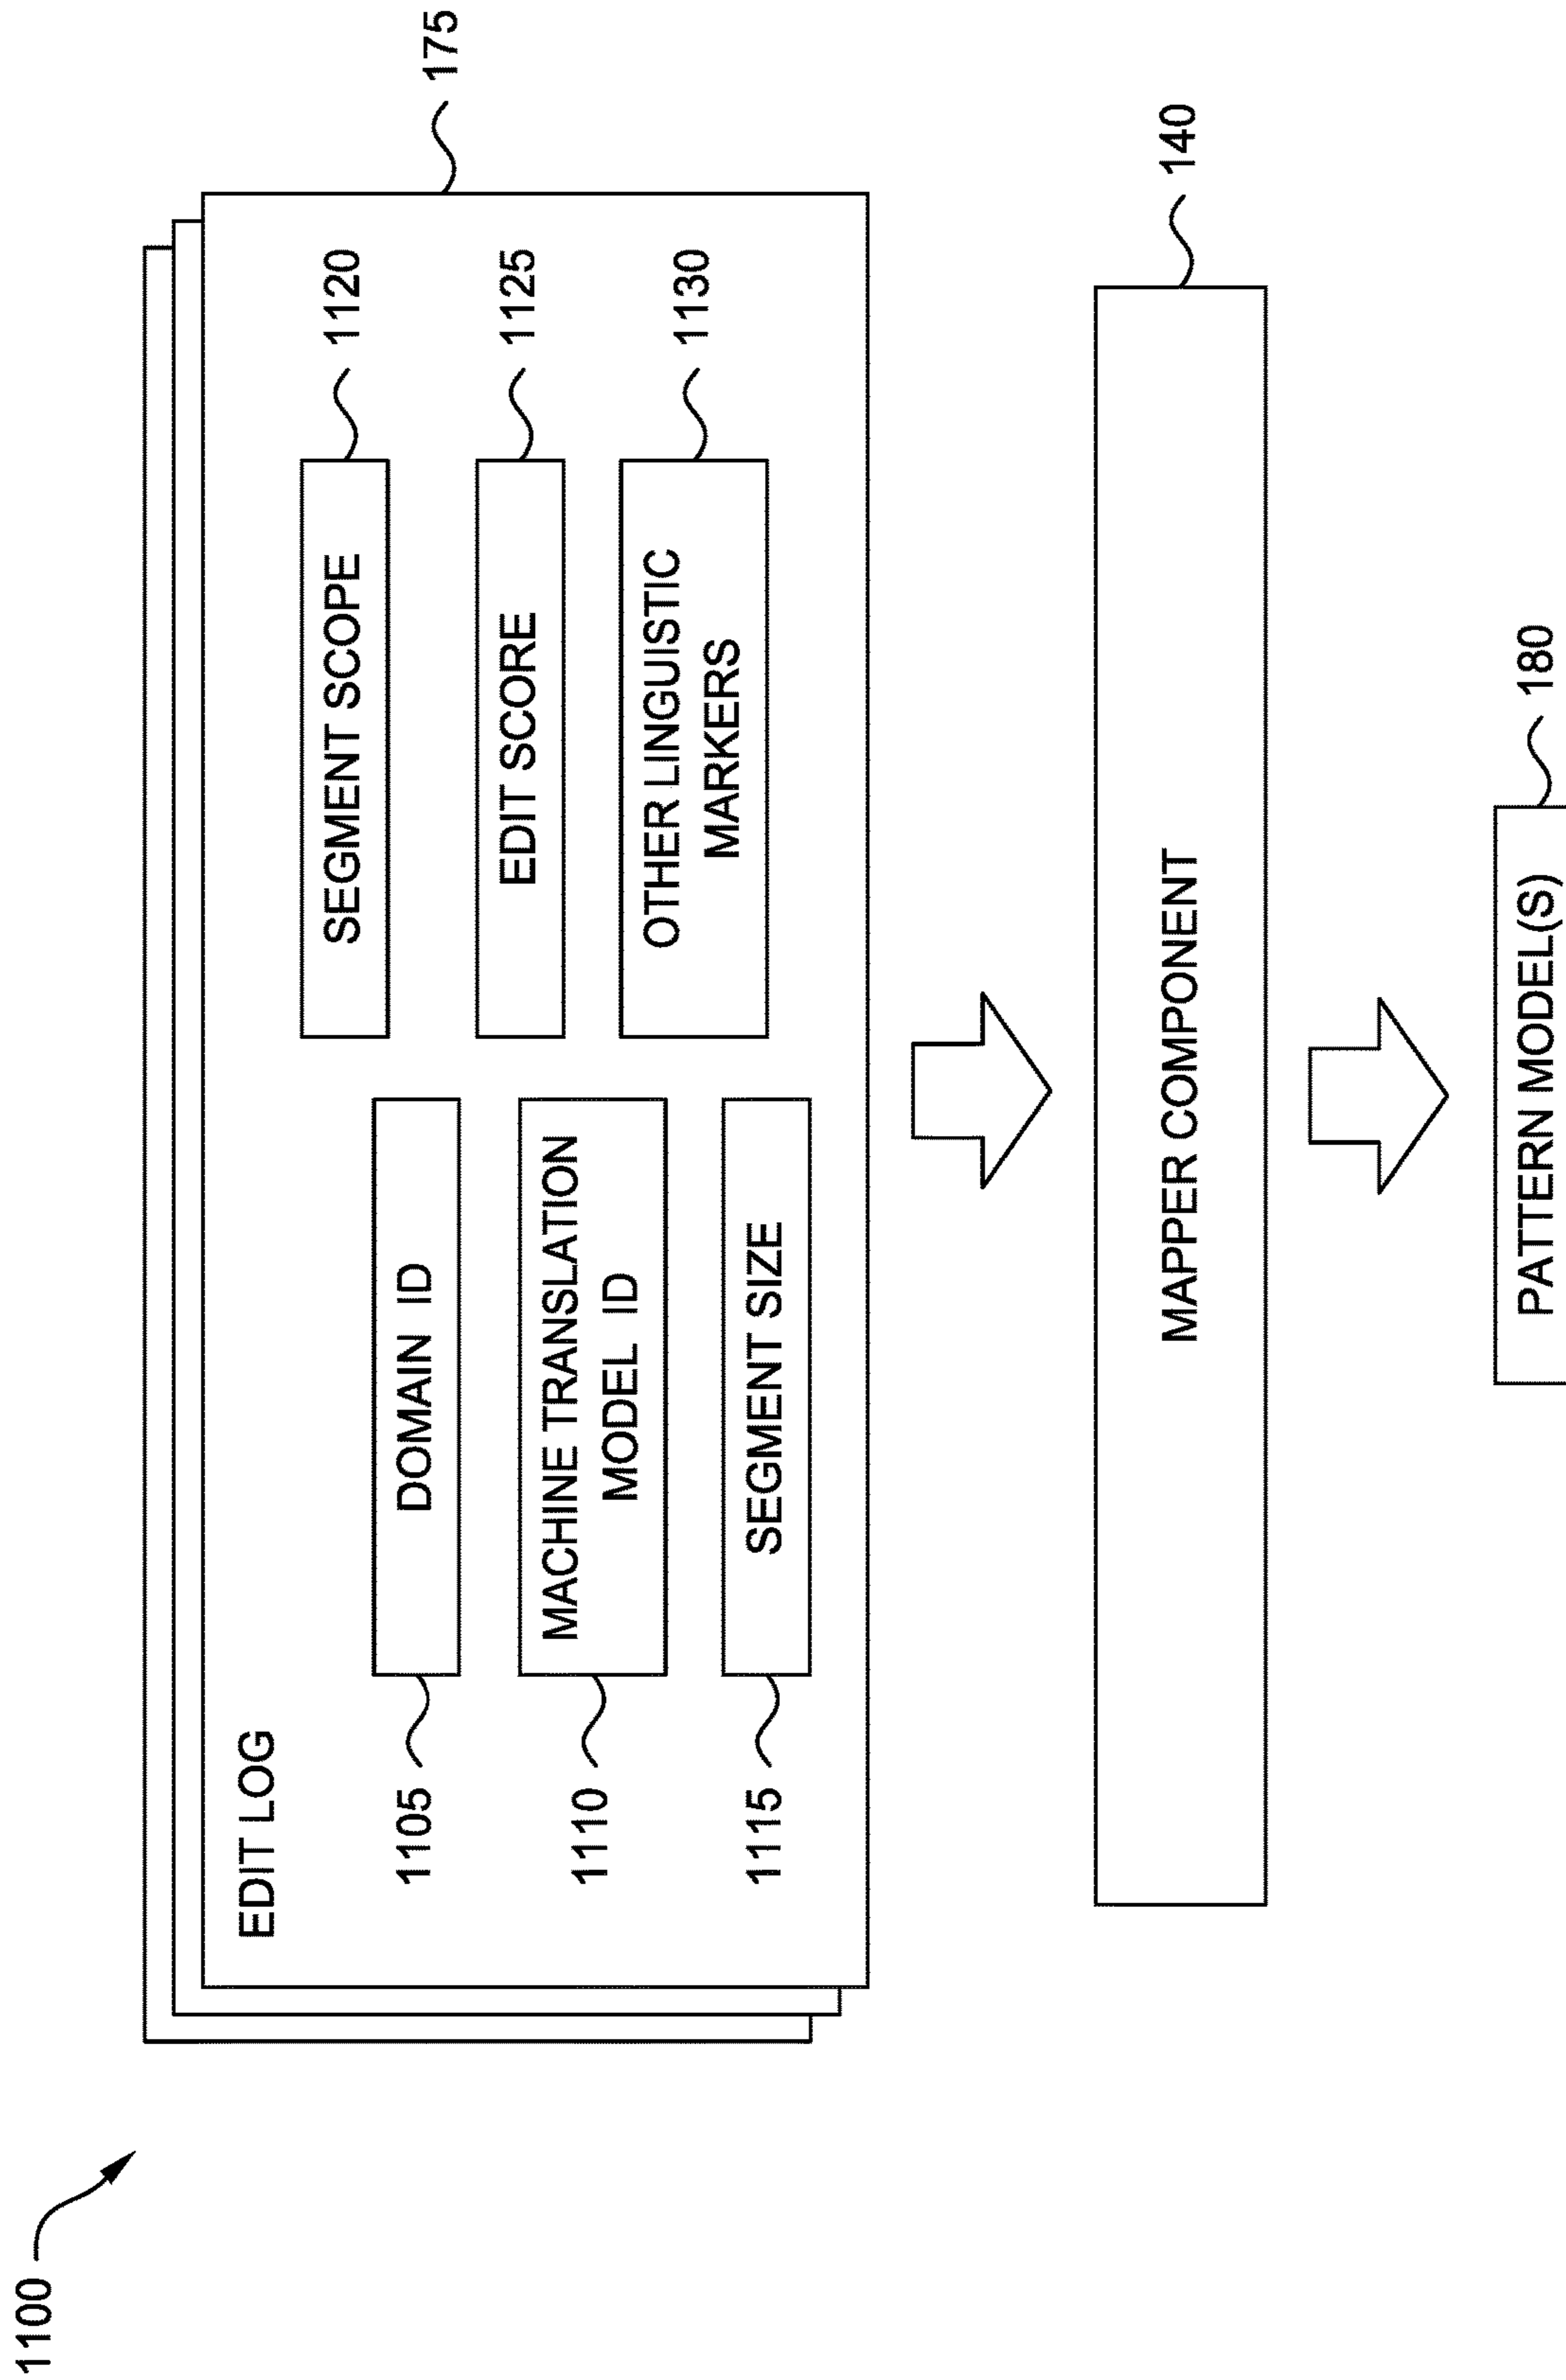 1100
EDIT LOG
175
1105
DOMAIN ID
1110
MACHINE TRANSLATION
MODEL ID
1115
SEGMENT SIZE
SEGMENT SCOPE
1120
EDIT SCORE
1125
OTHER LINGUISTIC
MARKERS
1130
MAPPER COMPONENT
140
PATTERN MODEL(S)
180